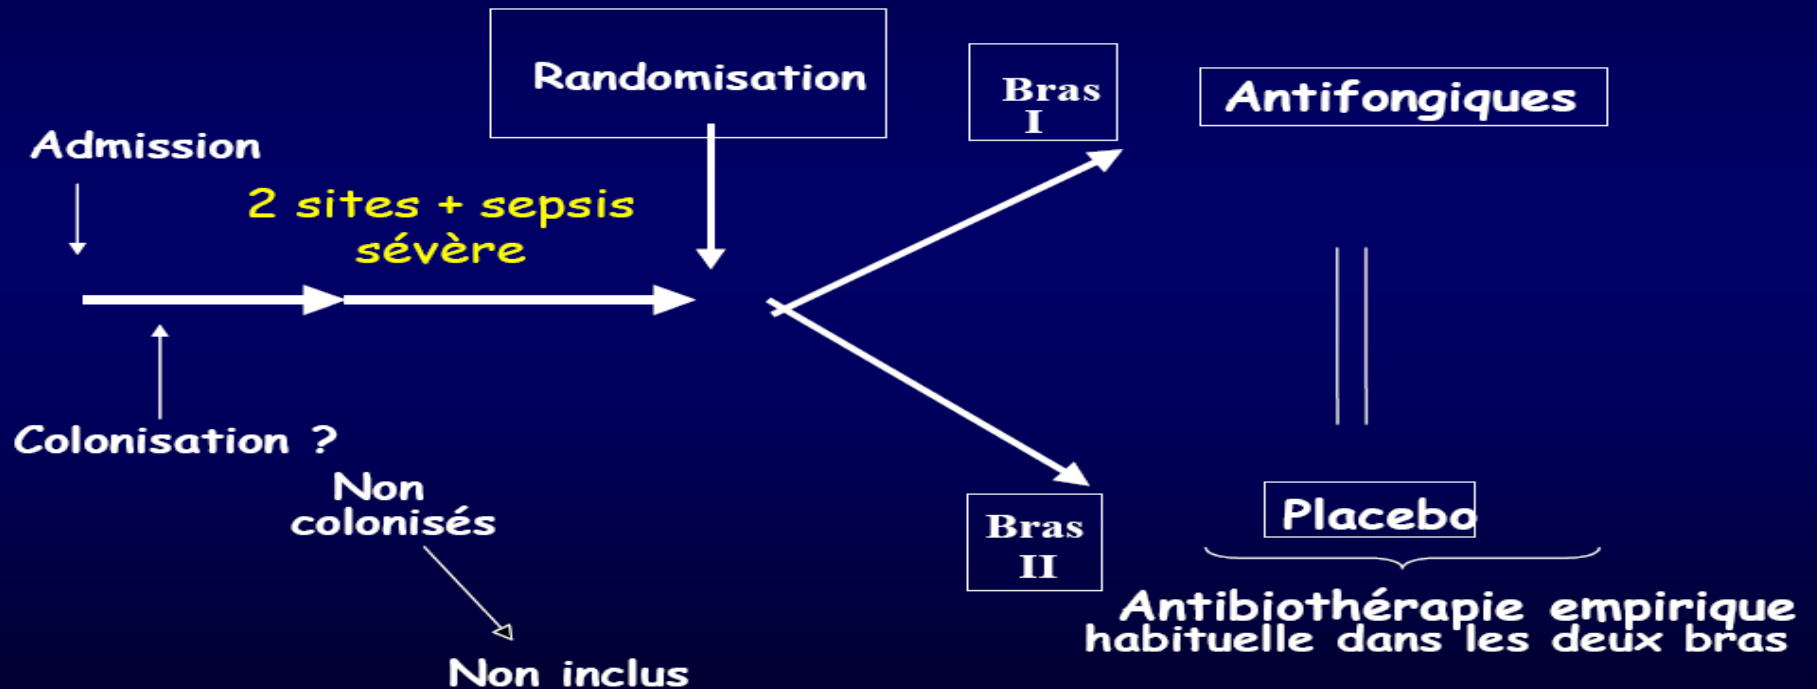 Randomisation
Bras
I
Antifongiques
Admission
2 sites + sepsis
sévère
Colonisation ?
Non
colonisés
Non inclus
Bras
II
Placebo
Antibiothérapie empirique
habituelle dans les deux bras